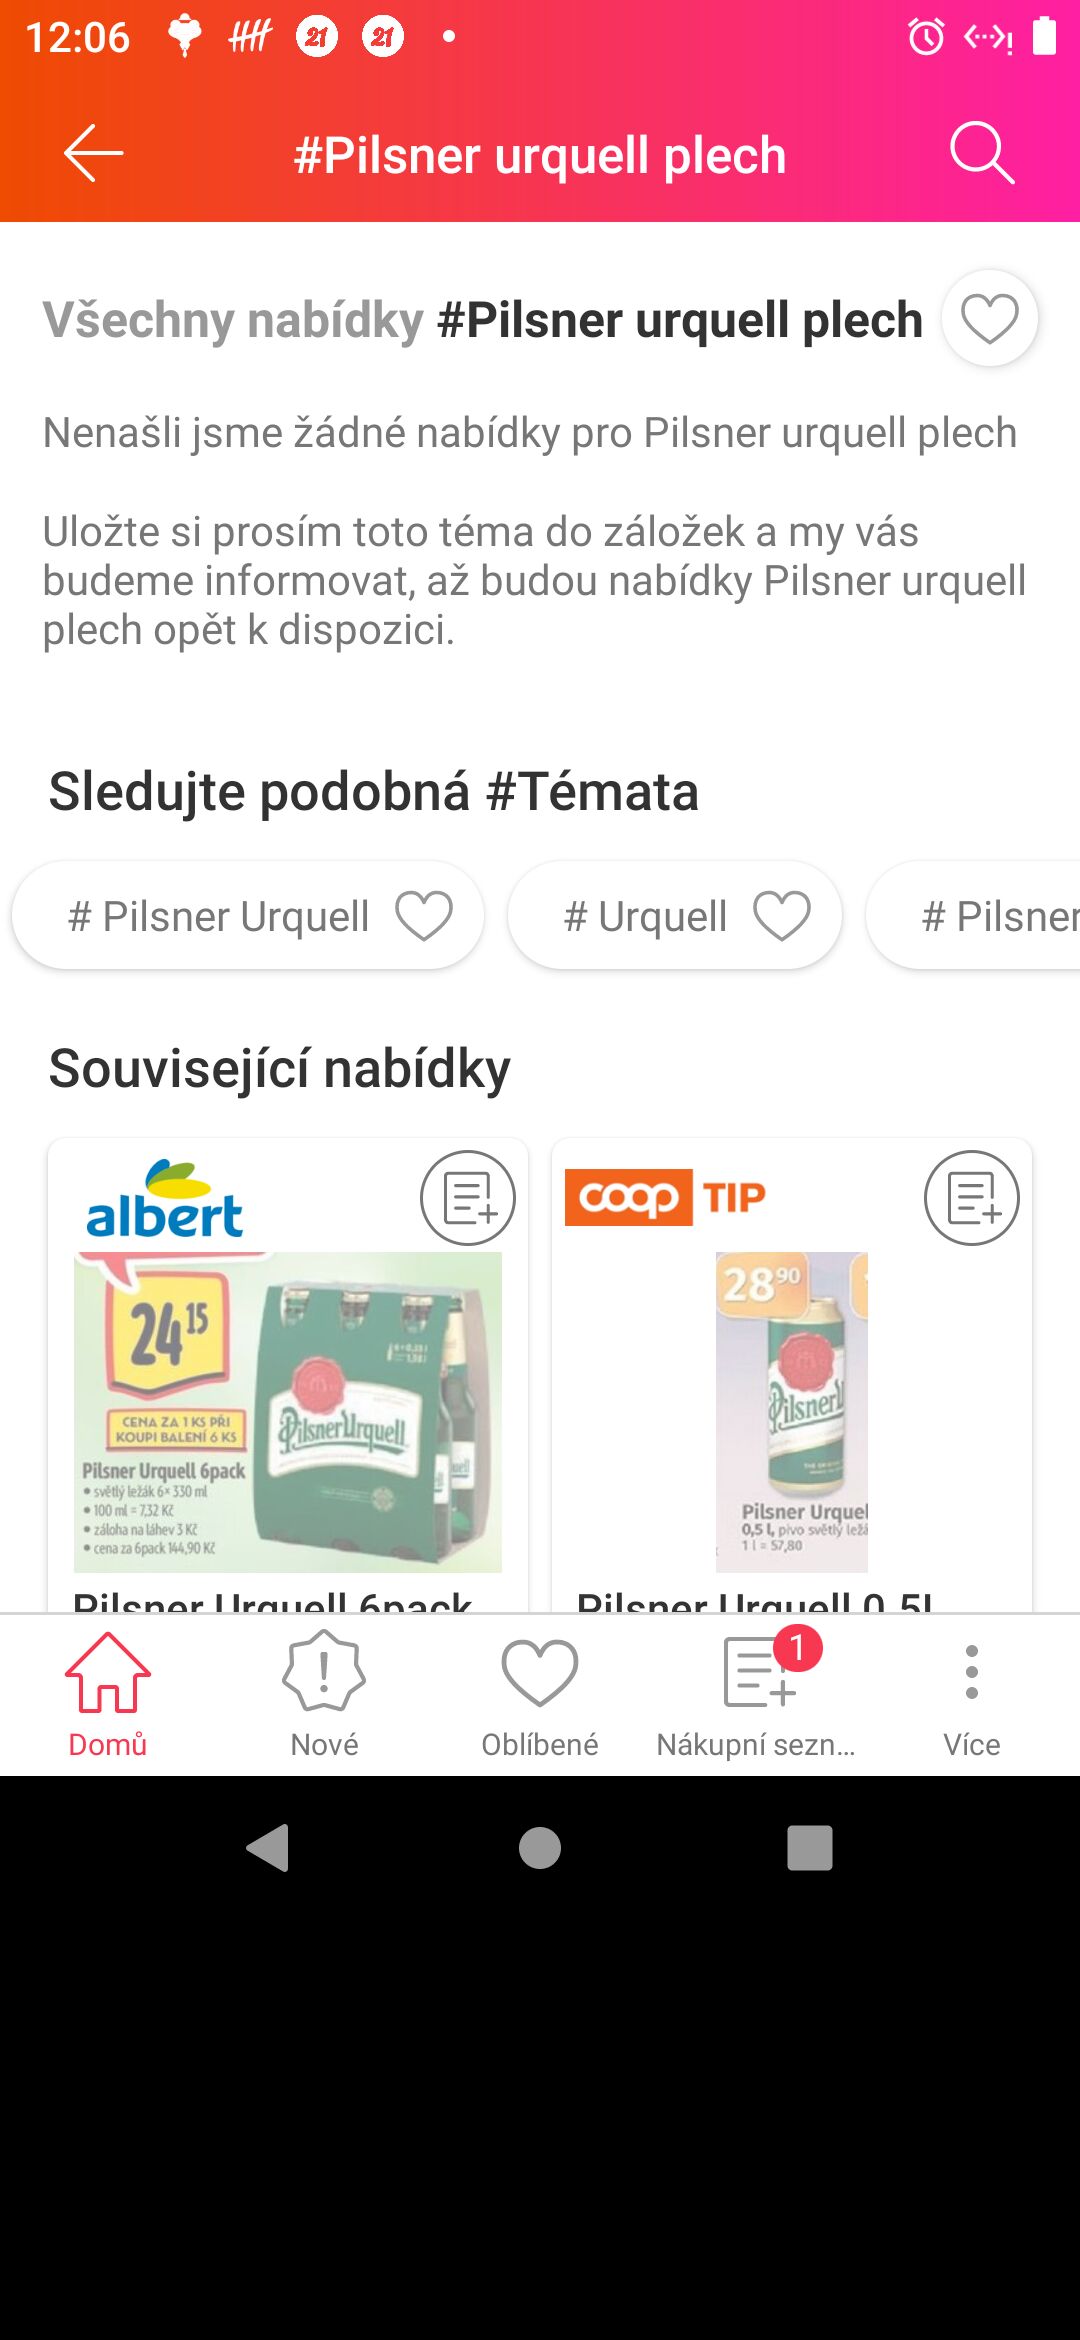 12:06
#Pilsner urquell plech
Všechny nabídky #Pilsner urquell plech
Nenašli jsme žádné nabídky pro Pilsner urquell plech
Uložte si prosím toto téma do záložek a my vás
budeme informovat, až budou nabídky Pilsner urquell
plech opět k dispozici.
Sledujte podobná #Témata
# Pilsner Urquell
# Urquell
# Pilsner
Související nabídky
albert
24 15
CENA ZA 1 KS PŘI
KOUPI BALENÍ 6 KS
Pilsner Urquell
Pilsner Urquell 6pack
• světlý ležák 6× 330 ml
• 100 ml = 7,32 Kč
• záloha na láhev 3 Kč
• cena za 6pack 144,90 Kč
Pilsner Urquell 6pack
coop TIP
28 90
Pilsner
Pilsner Urquel
0,5 l, pivo světlý ležá
1 l = 57,80
Pilsner Urquell 0,5l
Domů
Nové
Oblíbené
1
Nákupní sezn...
Více